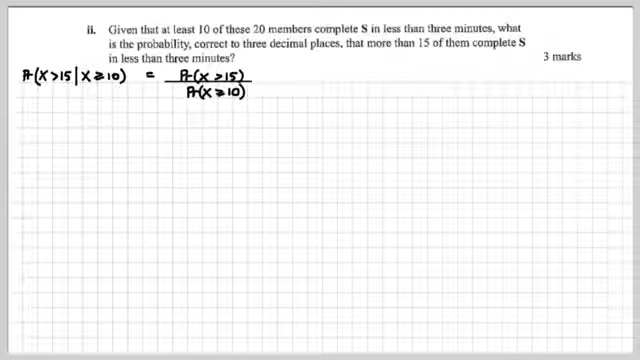 ii. Given that at least 10 of these 20 members complete S in less than three minutes, what
is the probability, correct to three decimal places, that more than 15 of them complete S
in less than three minutes?
3 marks
Pr(X>15|X≥10) = Pr(X>15)
Pr(X≥10)